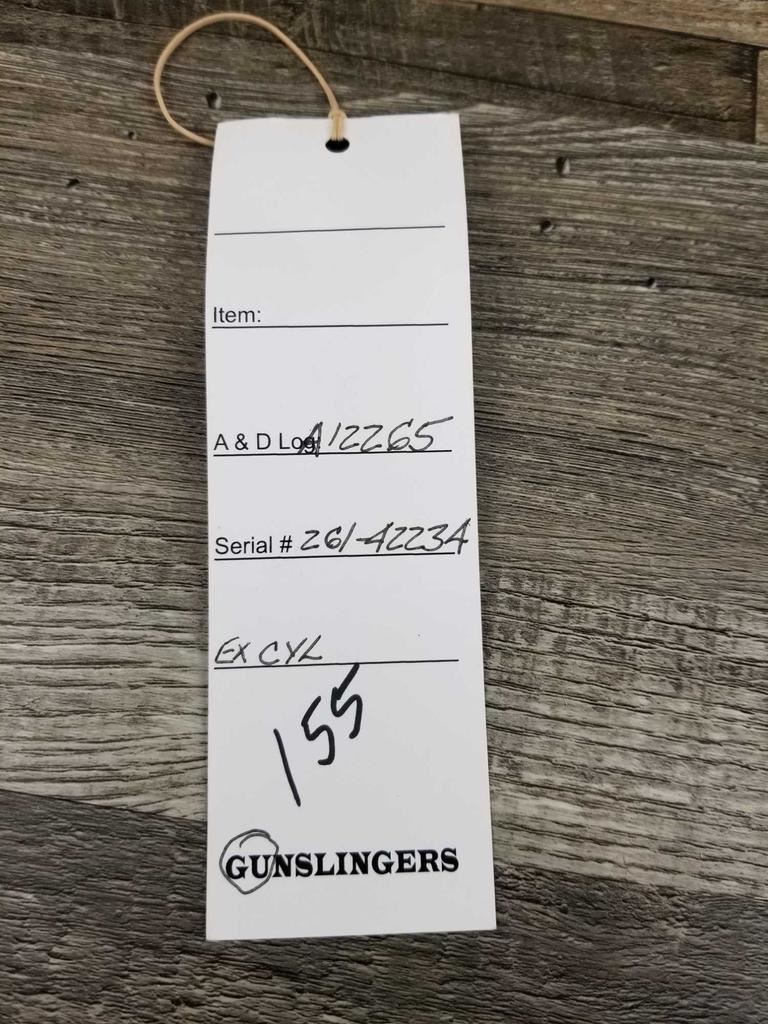 Item:
A & D Log A12265
Serial # 261-42234
EX CYL
155
GUNSLINGERS